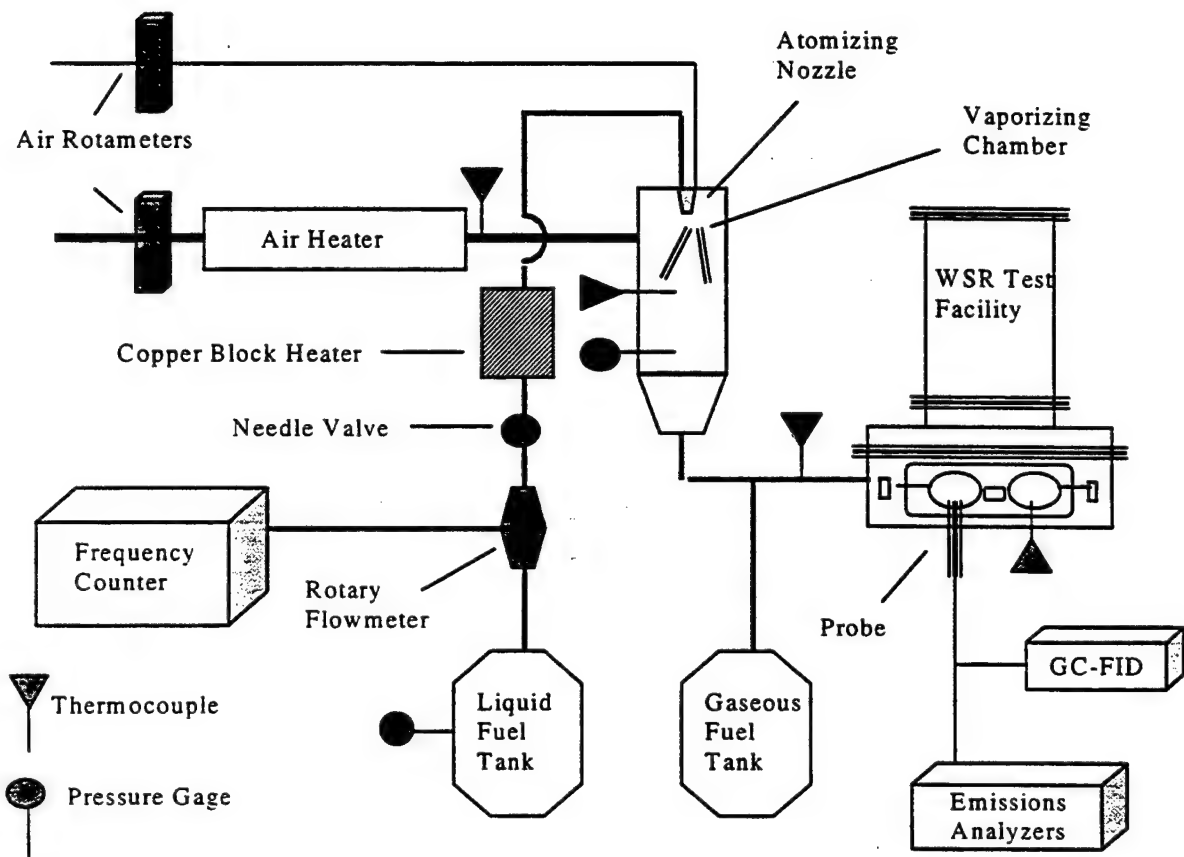 Atomizing
Nozzle
Vaporizing
Chamber
Air Rotameters
Air Heater
WSR Test
Facility
Copper Block Heater
Needle Valve
Frequency
Counter
Rotary
Flowmeter
Probe
GC-FID
Thermocouple
Liquid
Fuel
Tank
Gaseous
Fuel
Tank
Pressure Gage
Emissions
Analyzers